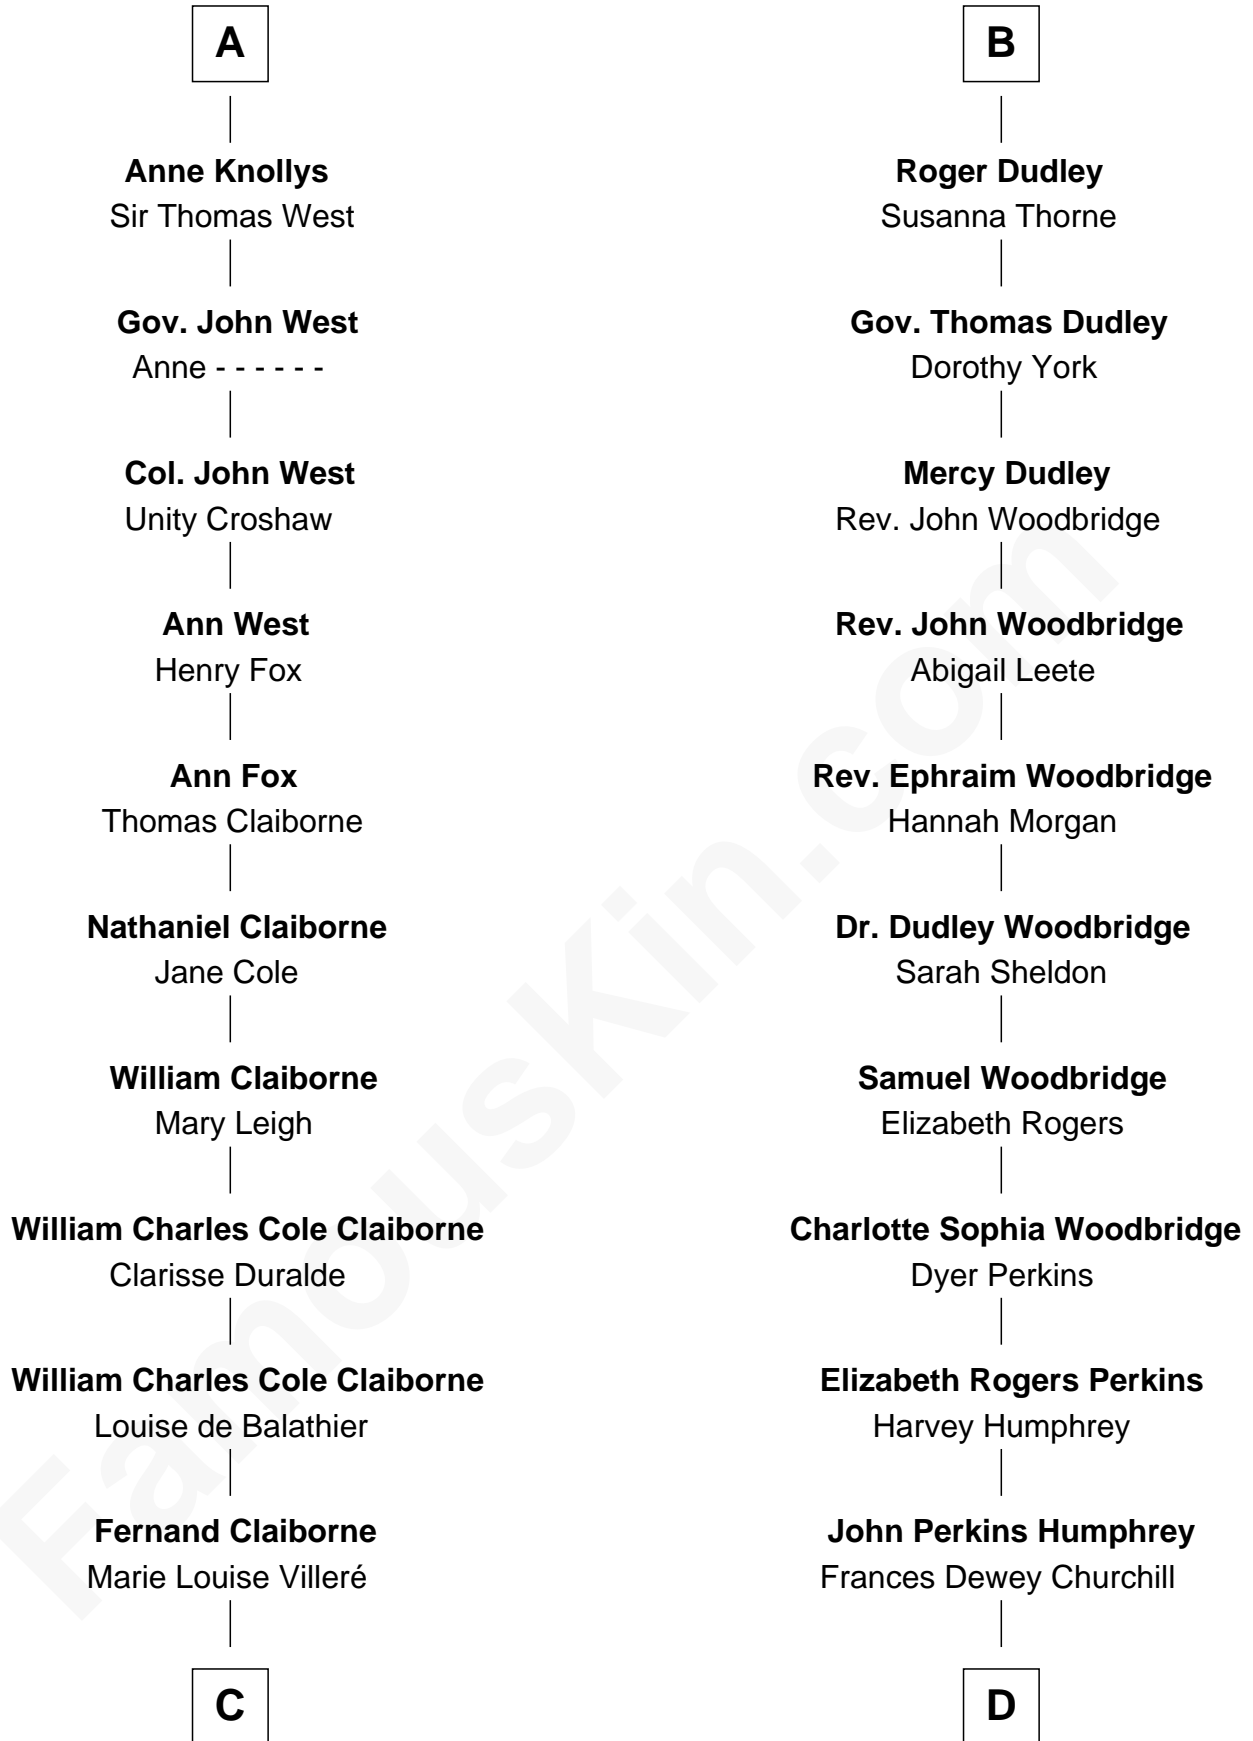 A
Anne Knollys
Sir Thomas West
Gov. John West
Anne - - - - - -
Col. John West
Unity Croshaw
Ann West
Henry Fox
Ann Fox
Thomas Claiborne
Nathaniel Claiborne
Jane Cole
William Claiborne
Mary Leigh
William Charles Cole Claiborne
Clarisse Duralde
William Charles Cole Claiborne
Louise de Balathier
Fernand Claiborne
Marie Louise Villeré
C
B
Roger Dudley
Susanna Thorne
Gov. Thomas Dudley
Dorothy York
Mercy Dudley
Rev. John Woodbridge
Rev. John Woodbridge
Abigail Leete
Rev. Ephraim Woodbridge
Hannah Morgan
Dr. Dudley Woodbridge
Sarah Sheldon
Samuel Woodbridge
Elizabeth Rogers
Charlotte Sophia Woodbridge
Dyer Perkins
Elizabeth Rogers Perkins
Harvey Humphrey
John Perkins Humphrey
Frances Dewey Churchill
D
FamousKin.com